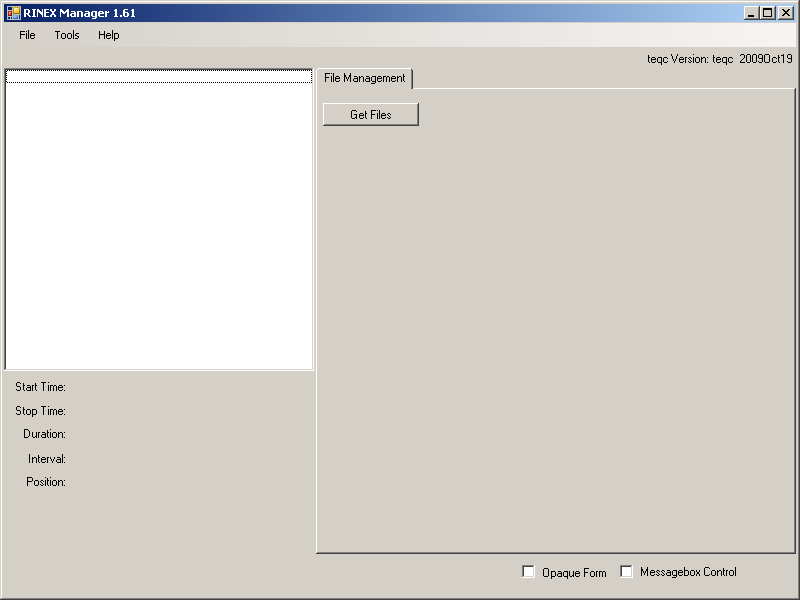 RINEX Manager 1.61
File Tools Help
teqc Version: teqc 2009Oct19
File Management
Get Files
Start Time:
Stop Time:
Duration:
Interval:
Position:
Opaque Form Messagebox Control